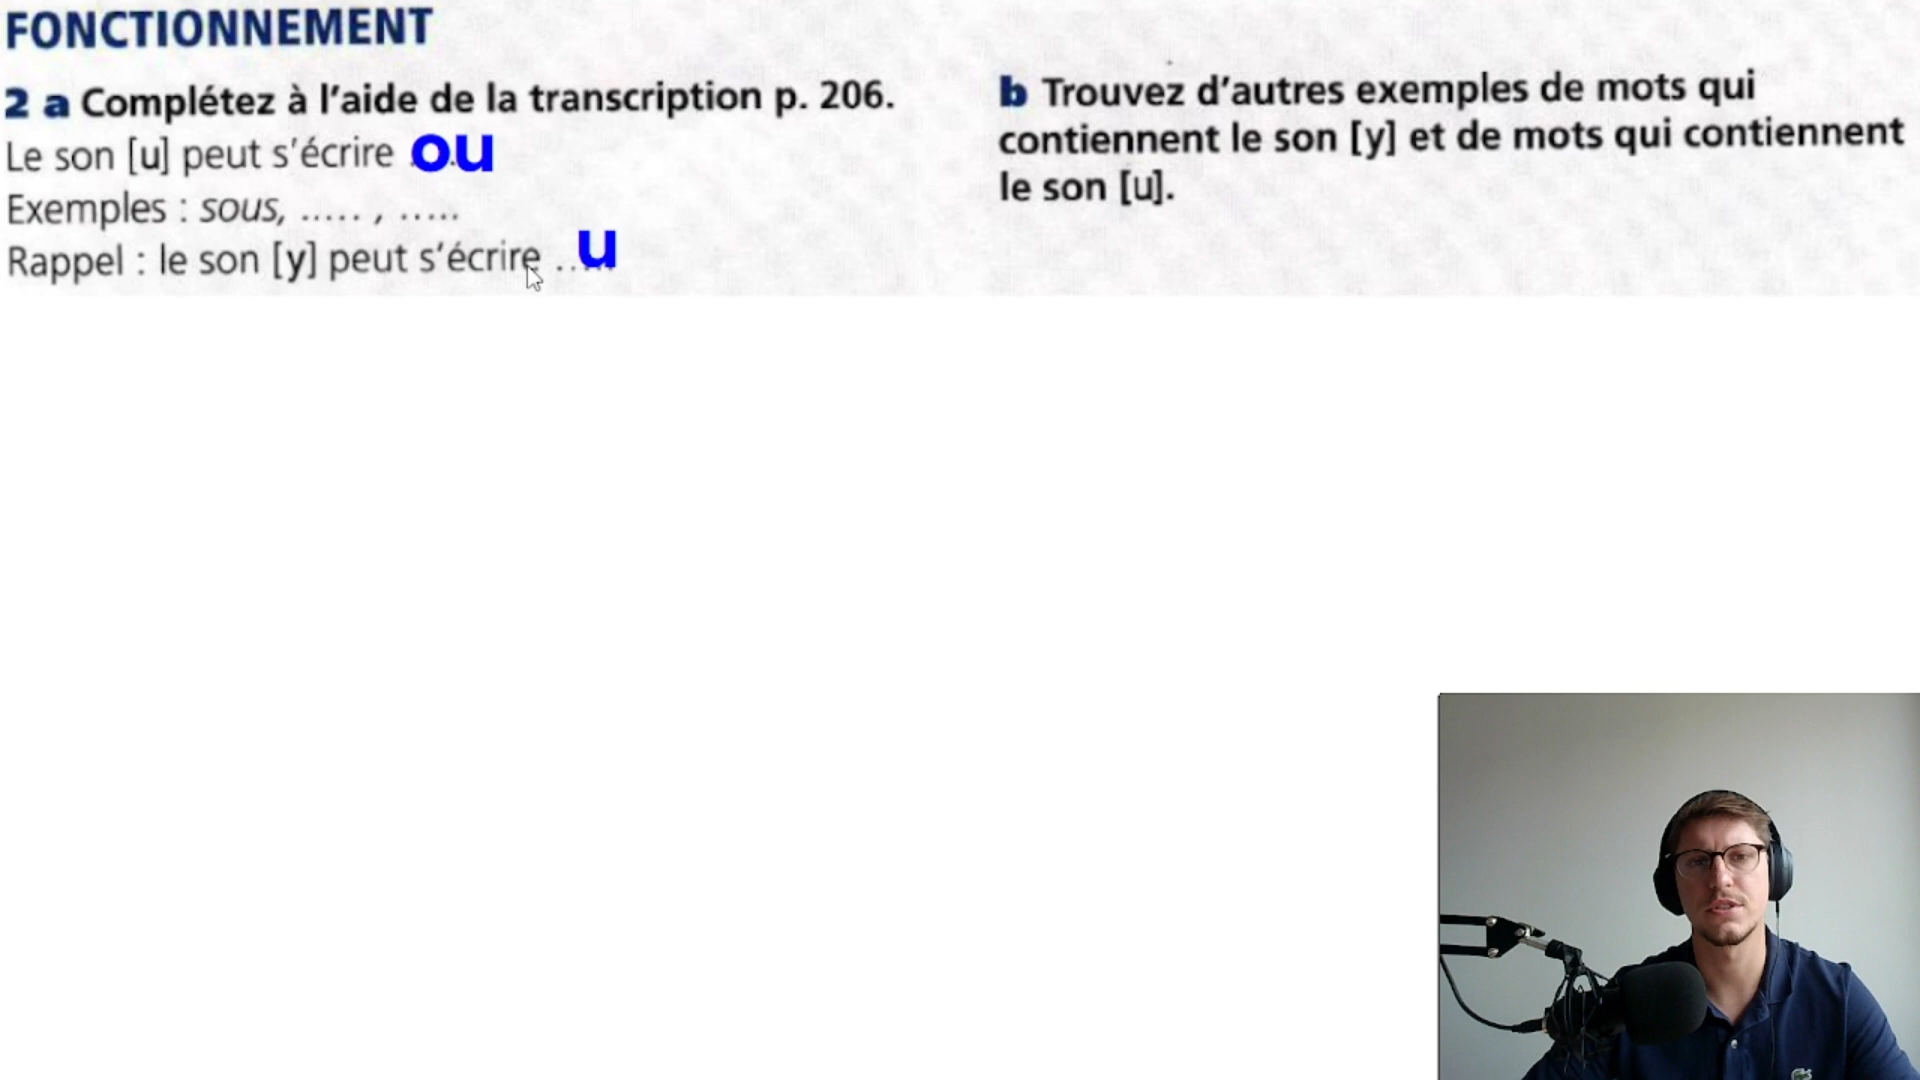 FONCTIONNEMENT
2 a Complétez à l'aide de la transcription p. 206.
Le son [u] peut s'écrire ou
Exemples : sous, ..... , .....
Rappel : le son [y] peut s'écrire ..u
b Trouvez d'autres exemples de mots qui
contiennent le son [y] et de mots qui contiennent
le son [u].